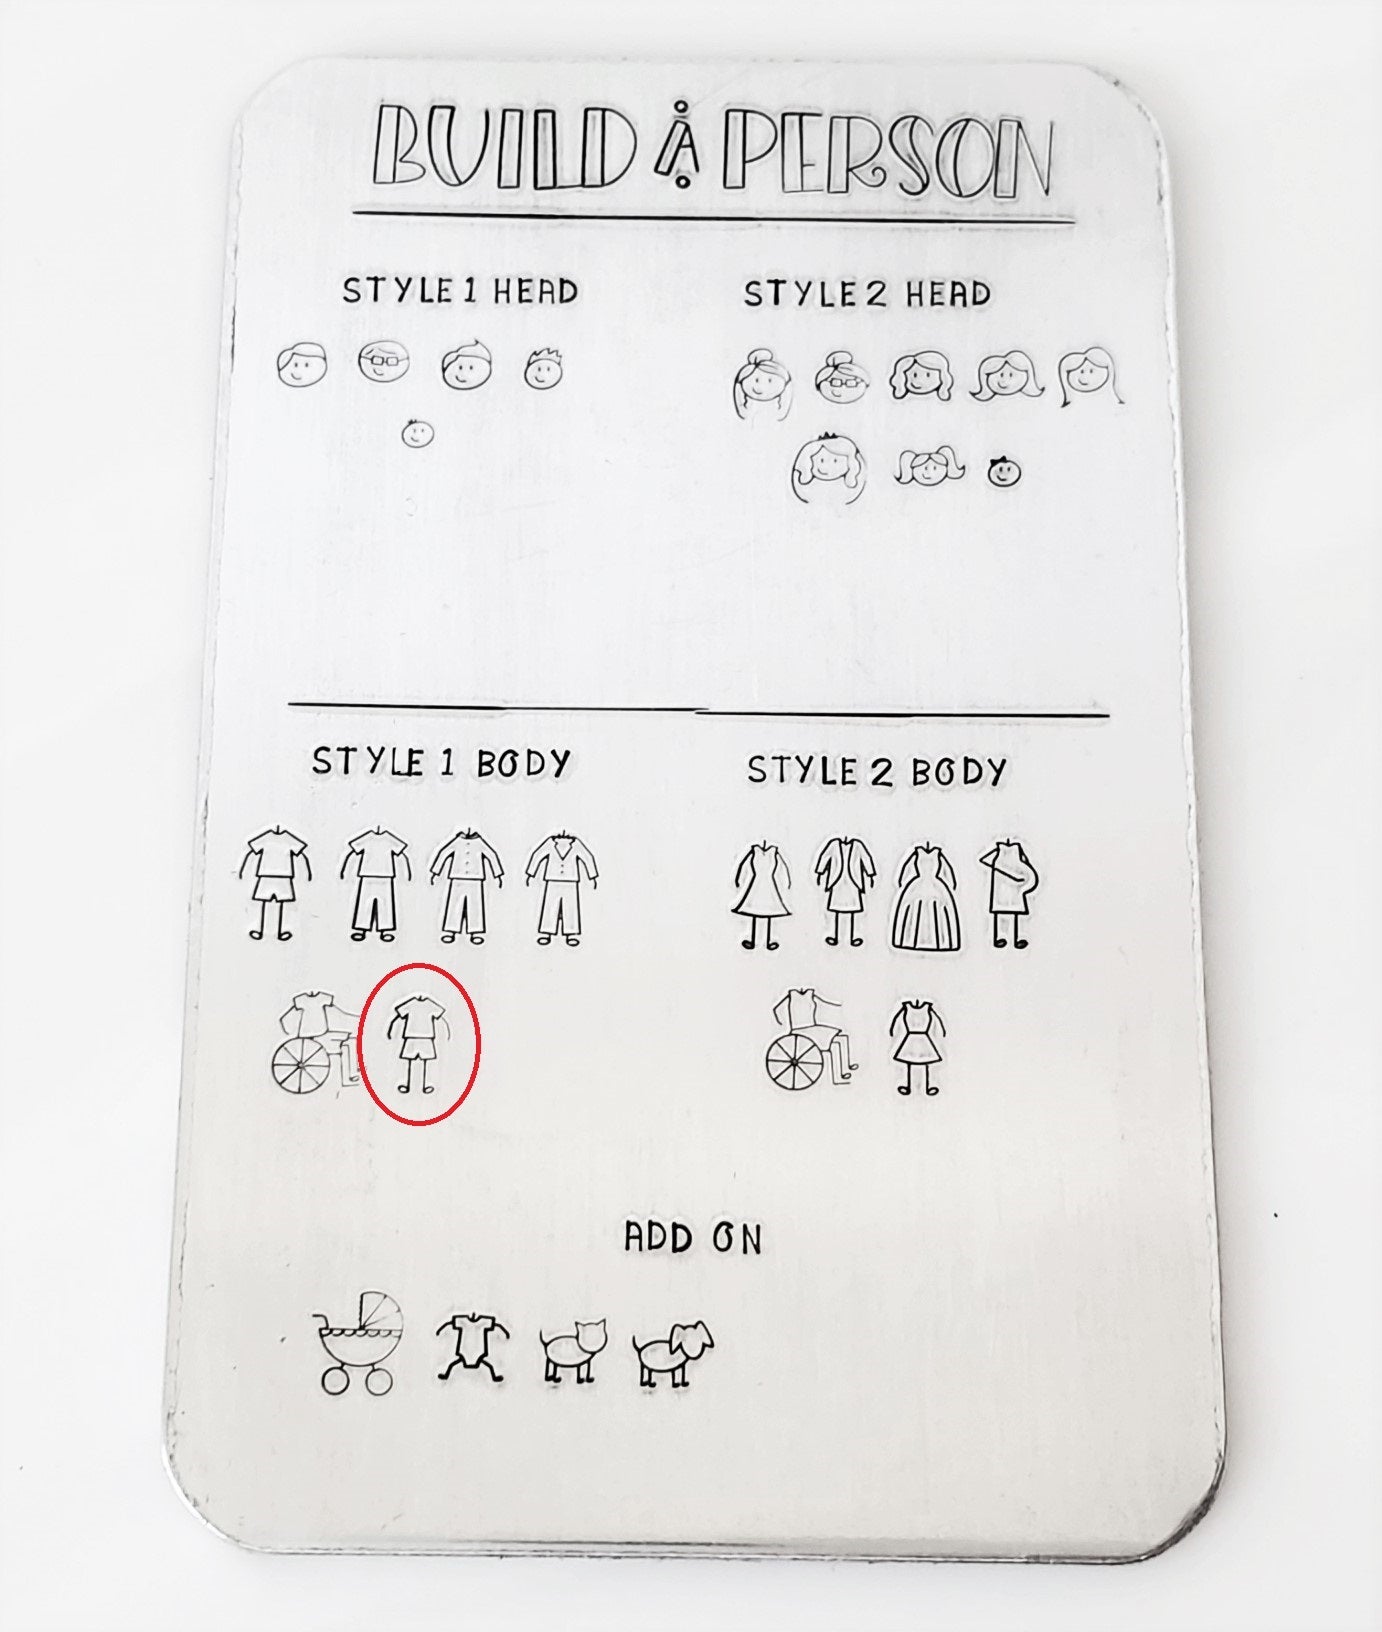 BUILD A PERSON
STYLE 1 HEAD
STYLE 2 HEAD
STYLE 1 BODY
STYLE 2 BODY
ADD ON